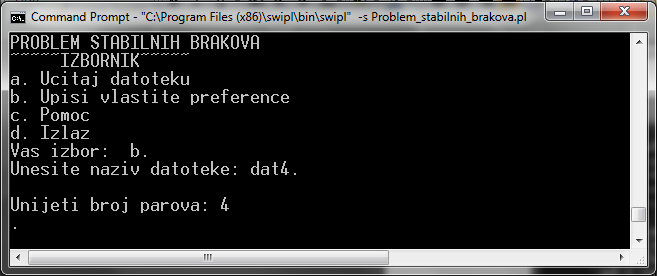 Command Prompt - "C:\Program Files (x86)\swipl\bin\swipl" -s Problem_stabilnih_brakova.pl
PROBLEM STABILNIH BRAKOVA
~~~~~IZBORNIK~~~~~
a. Ucitaj datoteku
b. Upisi vlastite preference
c. Pomoc
d. Izlaz
Vas izbor:  b.
Unesite naziv datoteke: dat4.
Unijeti broj parova: 4
.